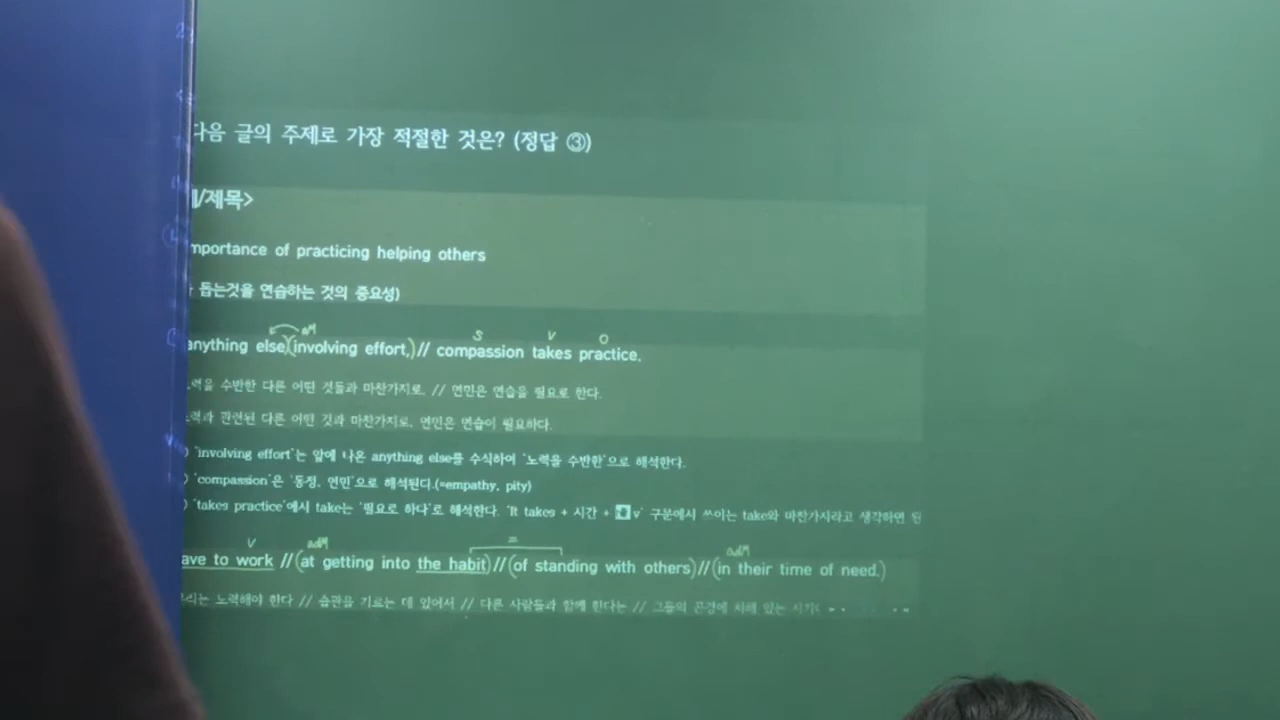 다음 글의 주제로 가장 적절한 것은? (정답 ③)
/제목>
mportance of practicing helping others
돕는것을 연습하는 것의 중요성)
aM S V O
anything else)(involving effort,)// compassion takes practice.
력을 수반한 다른 어떤 것들과 마찬가지로, // 연민은 연습을 필요로 한다.
력과 관련된 다른 어떤 것과 마찬가지로, 연민은 연습이 필요하다.
) 'involving effort'는 앞에 나온 anything else를 수식하여 '노력을 수반한'으로 해석한다.
) 'compassion'은 '동정, 연민'으로 해석된다.(=empathy, pity)
) 'takes practice'에서 take는 '필요로 하다'로 해석한다. 'It takes + 시간 + v' 구문에서 쓰이는 take와 마찬가지라고 생각하면 된
V adM = adM
ave to work //(at getting into the habit)//(of standing with others)//(in their time of need.)
리는 노력해야 한다 // 습관을 기르는 데 있어서 // 다른 사람들과 함께 한다는 // 그들의 곤경에 처해 있는